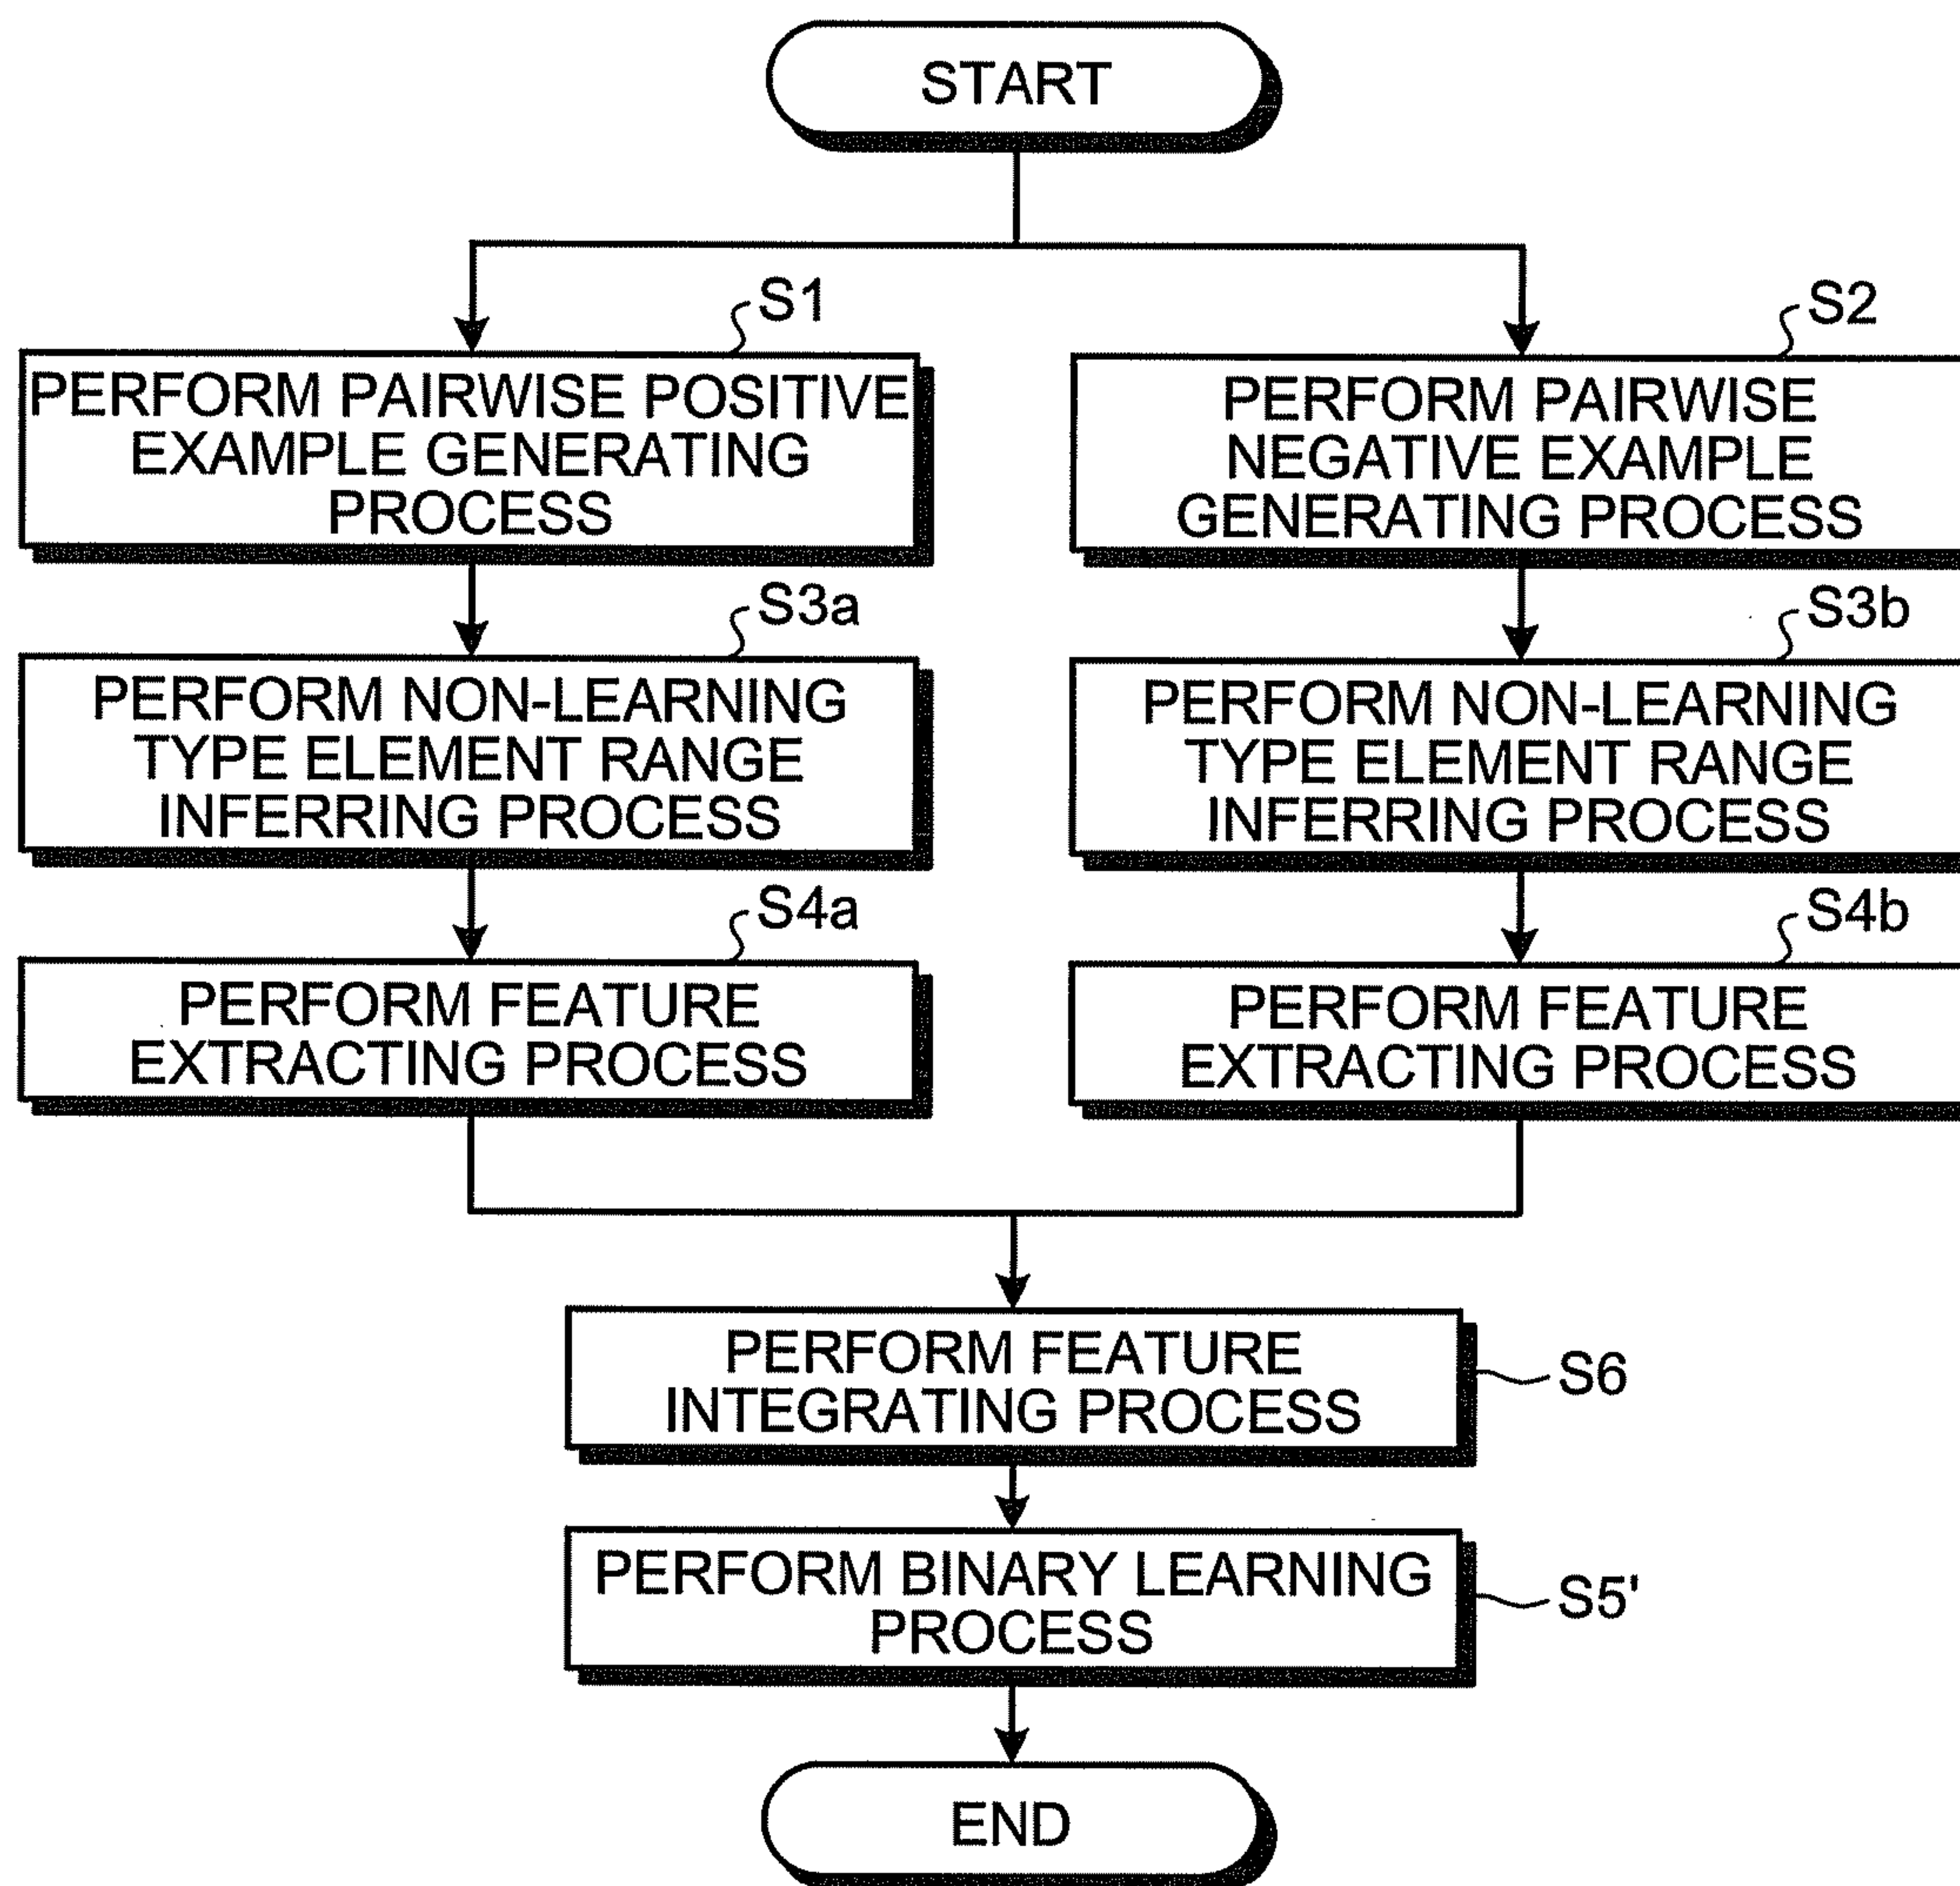 START
S1
PERFORM PAIRWISE POSITIVE
EXAMPLE GENERATING
PROCESS
S2
PERFORM PAIRWISE
NEGATIVE EXAMPLE
GENERATING PROCESS
S3a
PERFORM NON-LEARNING
TYPE ELEMENT RANGE
INFERRING PROCESS
S3b
PERFORM NON-LEARNING
TYPE ELEMENT RANGE
INFERRING PROCESS
S4a
PERFORM FEATURE
EXTRACTING PROCESS
S4b
PERFORM FEATURE
EXTRACTING PROCESS
PERFORM FEATURE
INTEGRATING PROCESS
S6
PERFORM BINARY LEARNING
PROCESS
S5'
END